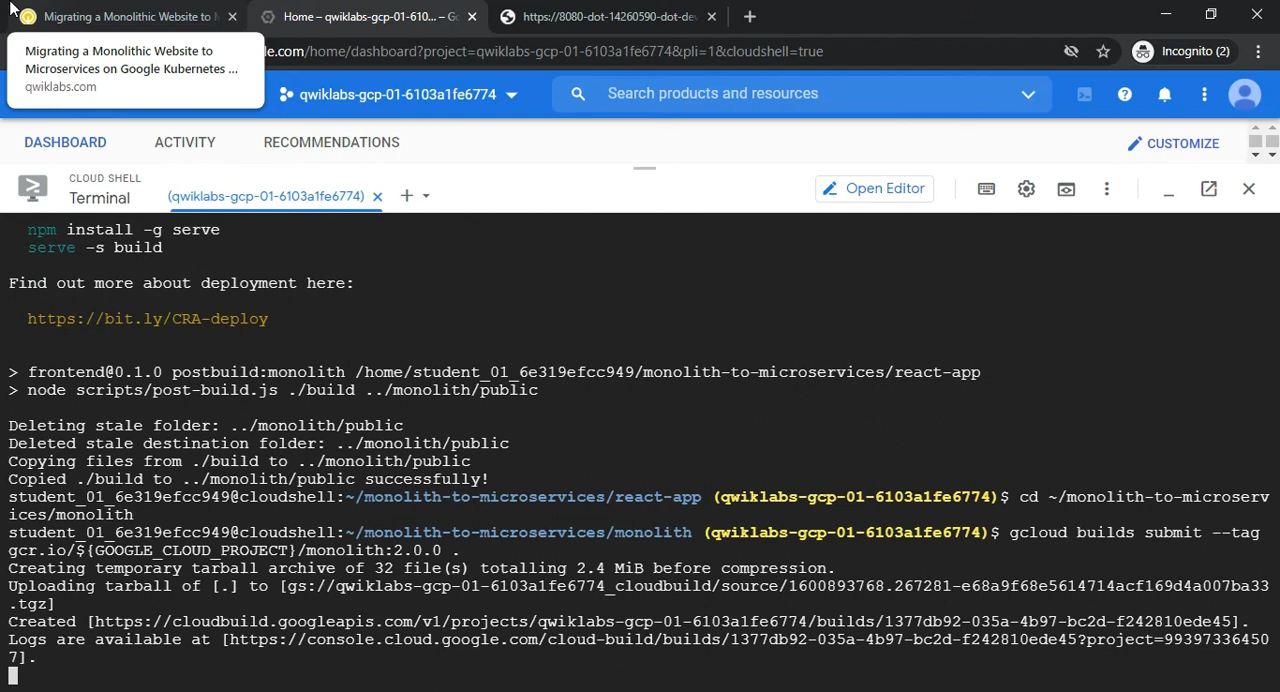 Migrating a Monolithic Website to
Home – qwiklabs-gcp-01-610... – Go
https://8080-dot-14260590-dot-dev
Migrating a Monolithic Website to
Microservices on Google Kubernetes ...
qwiklabs.com
le.com/home/dashboard?project=qwiklabs-gcp-01-6103a1fe6774&pli=1&cloudshell=true
Incognito (2)
qwiklabs-gcp-01-6103a1fe6774
Search products and resources
DASHBOARD
ACTIVITY
RECOMMENDATIONS
CUSTOMIZE
CLOUD SHELL
Terminal
(qwiklabs-gcp-01-6103a1fe6774)
Open Editor
npm install -g serve
serve -s build
Find out more about deployment here:
https://bit.ly/CRA-deploy
> frontend@0.1.0 postbuild:monolith /home/student_01_6e319efcc949/monolith-to-microservices/react-app
> node scripts/post-build.js ./build ../monolith/public
Deleting stale folder: ../monolith/public
Deleted stale destination folder: ../monolith/public
Copying files from ./build to ../monolith/public
Copied ./build to ../monolith/public successfully!
student_01_6e319efcc949@cloudshell:~/monolith-to-microservices/react-app (qwiklabs-gcp-01-6103a1fe6774)$ cd ~/monolith-to-microserv
ices/monolith
student_01_6e319efcc949@cloudshell:~/monolith-to-microservices/monolith (qwiklabs-gcp-01-6103a1fe6774)$ gcloud builds submit --tag
gcr.io/${GOOGLE_CLOUD_PROJECT}/monolith:2.0.0 .
Creating temporary tarball archive of 32 file(s) totalling 2.4 MiB before compression.
Uploading tarball of [.] to [gs://qwiklabs-gcp-01-6103a1fe6774_cloudbuild/source/1600893768.267281-e68a9f68e5614714acf169d4a007ba33
.tgz]
Created [https://cloudbuild.googleapis.com/v1/projects/qwiklabs-gcp-01-6103a1fe6774/builds/1377db92-035a-4b97-bc2d-f242810ede45].
Logs are available at [https://console.cloud.google.com/cloud-build/builds/1377db92-035a-4b97-bc2d-f242810ede45?project=99397336450
7].